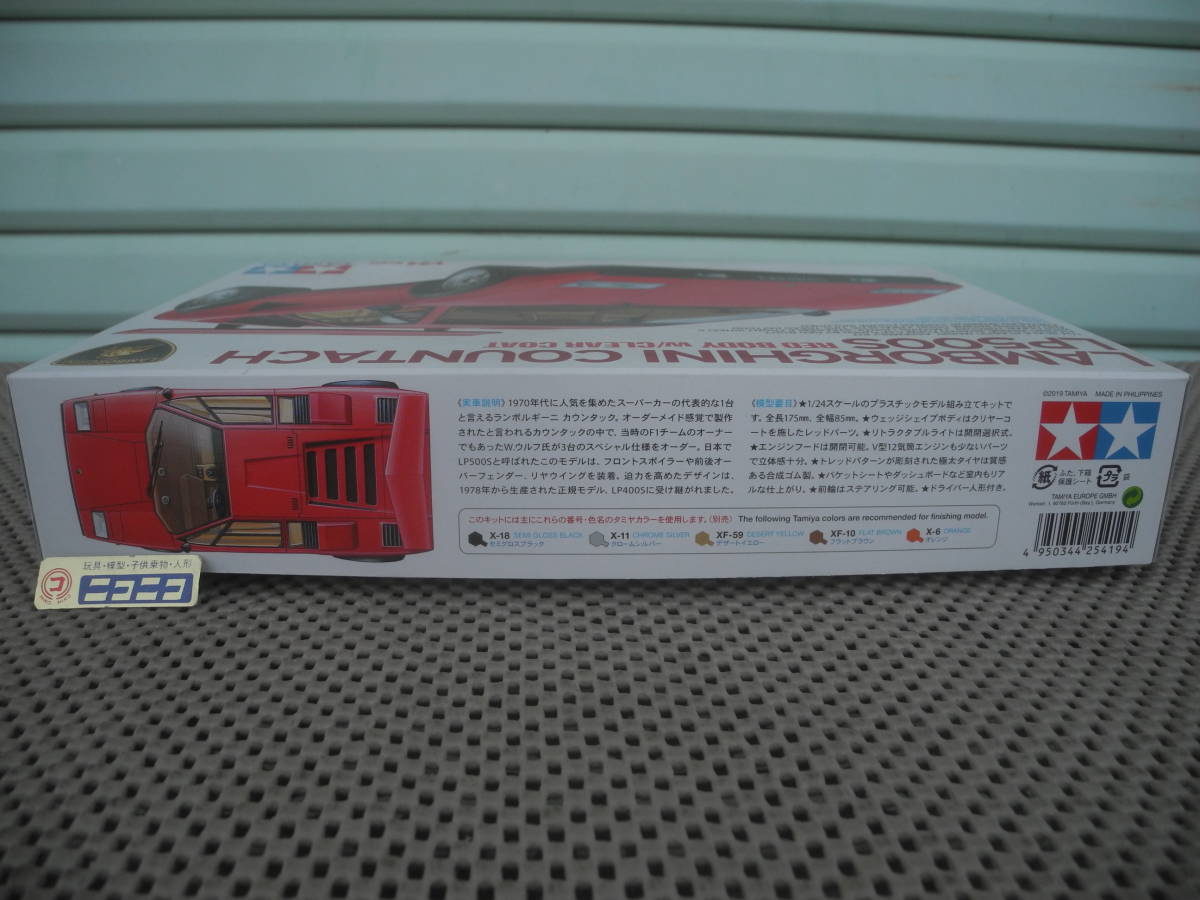 LAMBORGHINI COUNTACH
LP500S RED BODY W/CLEAR COAT
《実車説明》1970年代に人気を集めたスーパーカーの代表的な1台
と言えるランボルギーニ カウンタック。オーダーメイド感覚で製作
されたと言われるカウンタックの中で、当時のF1チームのオーナー
でもあったW.ウルフ氏が3台のスペシャル仕様をオーダー。日本で
LP500Sと呼ばれたこのモデルは、フロントスポイラーや前後オー
バーフェンダー、リヤウイングを装着。迫力を高めたデザインは、
1978年から生産された正規モデル、LP400Sに受け継がれました。
《模型要目》★1/24スケールのプラスチックモデル組み立てキットで
す。全長175mm、全幅85mm。★ウェッジシェイプボディはクリヤーコ
ートを施したレッドパーツ。★リトラクタブルライトは開閉選択式。
★エンジンフードは開閉可能。V型12気筒エンジンも少ないパーツ
で立体感十分。★トレッドパターンが彫刻された極太タイヤは質感
ある合成ゴム製。★バケットシートやダッシュボードなど室内もリア
ルな仕上がり。★前輪はステアリング可能。★ドライバー人形付き。
このキットには主にこれらの番号・色名のタミヤカラーを使用します。(別売) The following Tamiya colors are recommended for finishing model.
X-18 SEMI GLOSS BLACK
セミグロスブラック
X-11 CHROME SILVER
クロームシルバー
XF-59 DESERT YELLOW
デザートイエロー
XF-10 FLAT BROWN
フラットブラウン
X-6 ORANGE
オレンジ
©2019 TAMIYA MADE IN PHILIPPINES
紙 ふた、下箱
保護シート
プラ 袋
TAMIYA EUROPE GMBH
4 950344 254194
玩具・模型・子供乗物・人形
コ ニコニコ